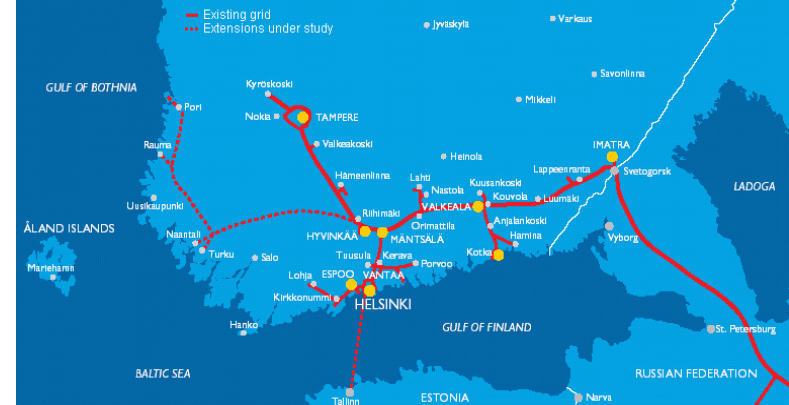 Existing grid
Extensions under study
Jyväskylä
Varkaus
GULF OF BOTHNIA
Kyröskoski
Savonlinna
Pori
Nokia
TAMPERE
Mikkeli
Rauma
Valkeakoski
IMATRA
Heinola
Lappeenranta
Svetogorsk
Hämeenlinna
Lahti
Nastola
Kuusankoski
LADOGA
Uusikaupunki
VALKEALA
Kouvola
Luumäki
Riihimäki
Orimattila
Anjalankoski
ÅLAND ISLANDS
Naantali
HYVINKÄÄ
MÄNTSÄLÄ
Hamina
Vyborg
Turku
Salo
Tuusula
Kerava
Porvoo
Kotka
Mariehamn
Lohja
ESPOO
VANTAA
Kirkkonummi
HELSINKI
Hanko
GULF OF FINLAND
St. Petersburg
BALTIC SEA
RUSSIAN FEDERATION
Tallinn
ESTONIA
Narva